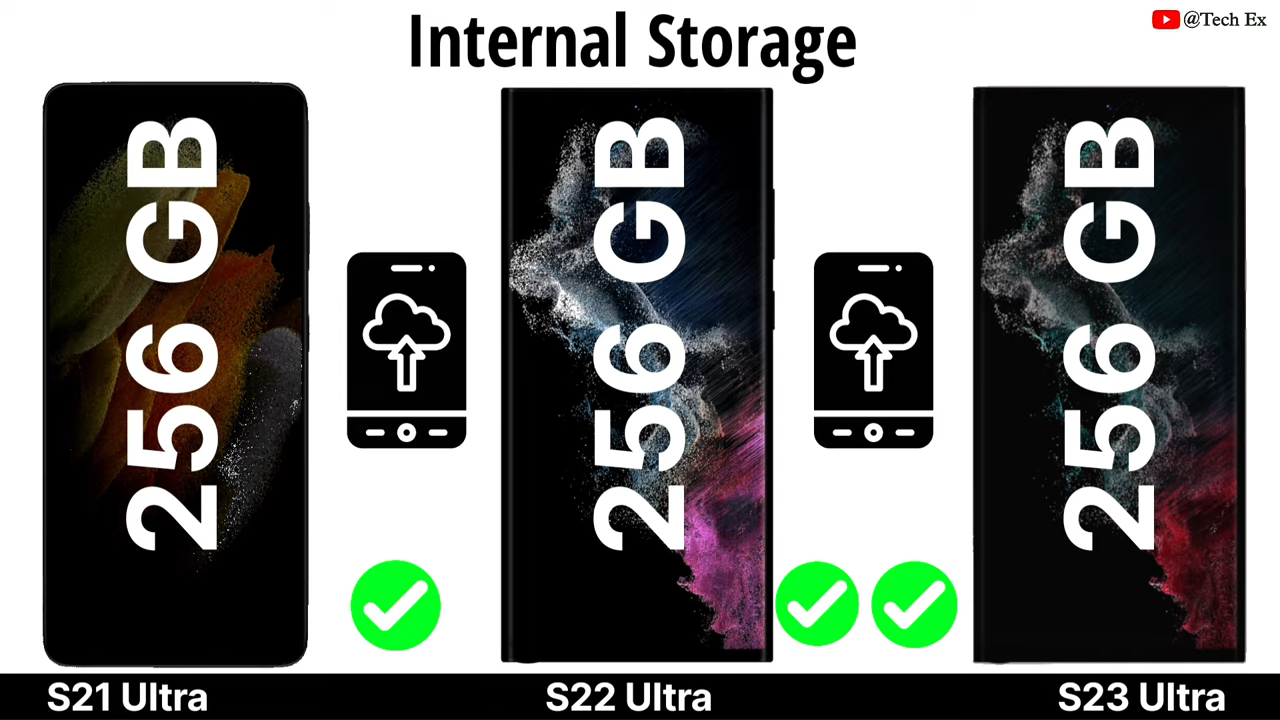 Internal Storage
@Tech Ex
256 GB
256 GB
256 GB
S21 Ultra
S22 Ultra
S23 Ultra